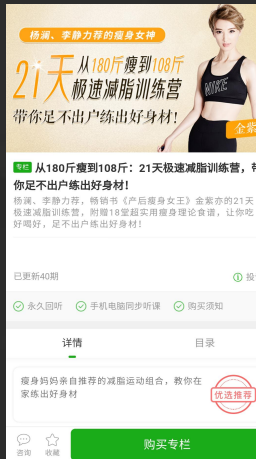 杨澜、李静力荐的瘦身女神
21天
从180斤瘦到108斤
极速减脂训练营
带你足不出户练出好身材!
NIKE
金紫
专栏 从180斤瘦到108斤:21天极速减脂训练营,带
你足不出户练出好身材!
杨澜、李静力荐,畅销书《产后瘦身女王》金紫亦的21天
极速减脂训练营,附赠18堂超实用瘦身理论食谱,让你吃
好喝好,足不出户练出好身材!
已更新40期
投
永久回听
手机电脑同步听课
购买须知
详情
目录
瘦身妈妈亲自推荐的减脂运动组合,教你在
家练出好身材
优选推荐
咨询
收藏
购买专栏